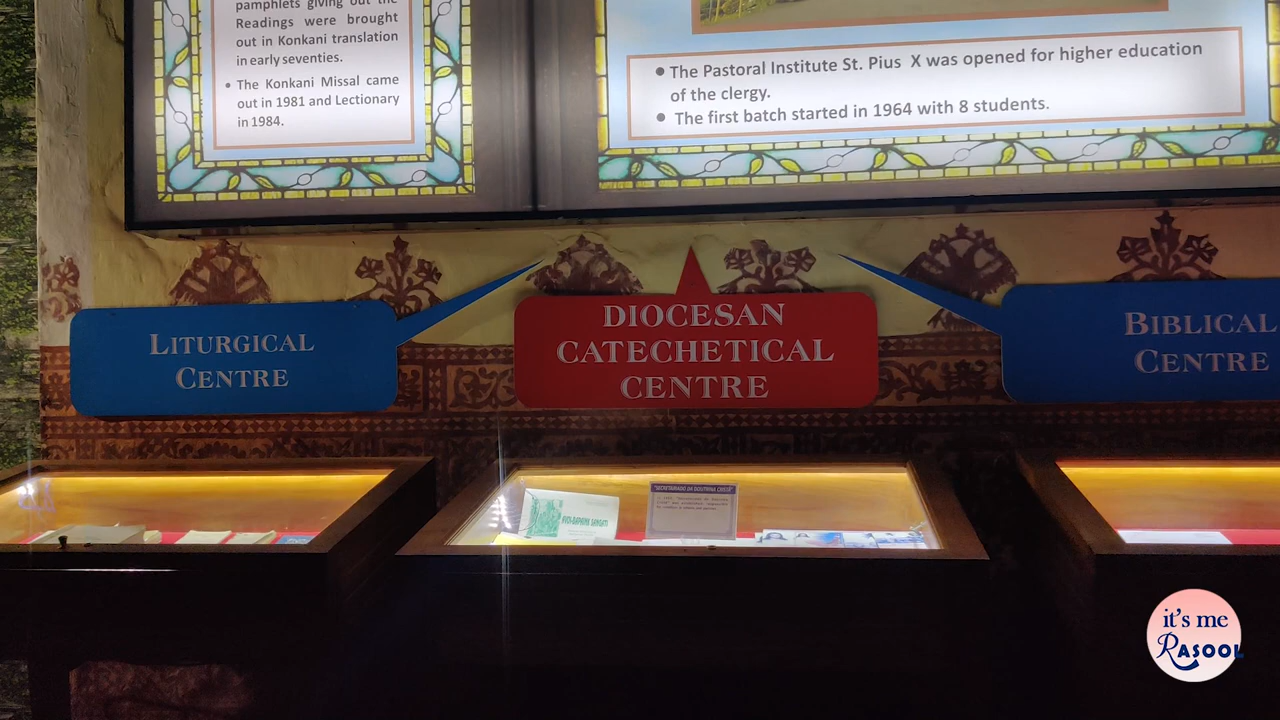 pamphlets giving out the
Readings were brought
out in Konkani translation
in early seventies.
• The Konkani Missal came
out in 1981 and Lectionary
in 1984.
• The Pastoral Institute St. Pius X was opened for higher education
of the clergy.
• The first batch started in 1964 with 8 students.
LITURGICAL
CENTRE
DIOCESAN
CATECHETICAL
CENTRE
BIBLICAL
CENTRE
"SECRETARIADO DA DOUTRINA CRISTÃ"
it's me
RASOOL